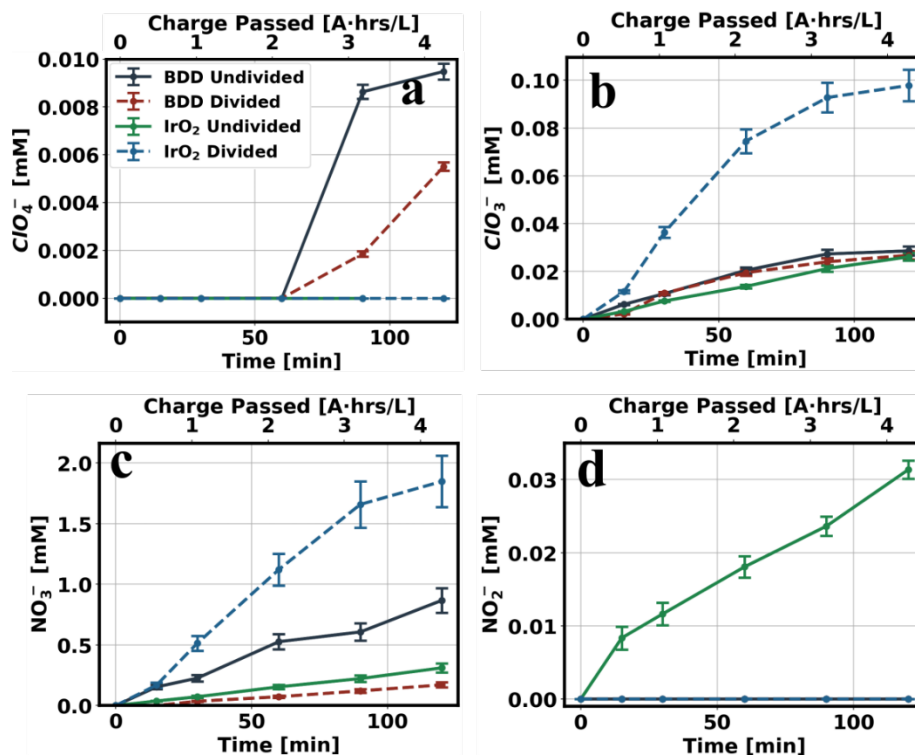 Charge Passed [A·hrs/L]
0 1 2 3 4
0.010
0.008
0.006
0.004
0.002
0.000
ClO₄⁻ [mM]
BDD Undivided
BDD Divided
IrO₂ Undivided
IrO₂ Divided
a
0 50 100
Time [min]
Charge Passed [A·hrs/L]
0 1 2 3 4
0.10
0.08
0.06
0.04
0.02
0.00
ClO₃⁻ [mM]
b
0 50 100
Time [min]
Charge Passed [A·hrs/L]
0 1 2 3 4
2.0
1.5
1.0
0.5
0.0
NO₃⁻ [mM]
c
0 50 100
Time [min]
Charge Passed [A·hrs/L]
0 1 2 3 4
0.03
0.02
0.01
0.00
NO₂⁻ [mM]
d
0 50 100
Time [min]